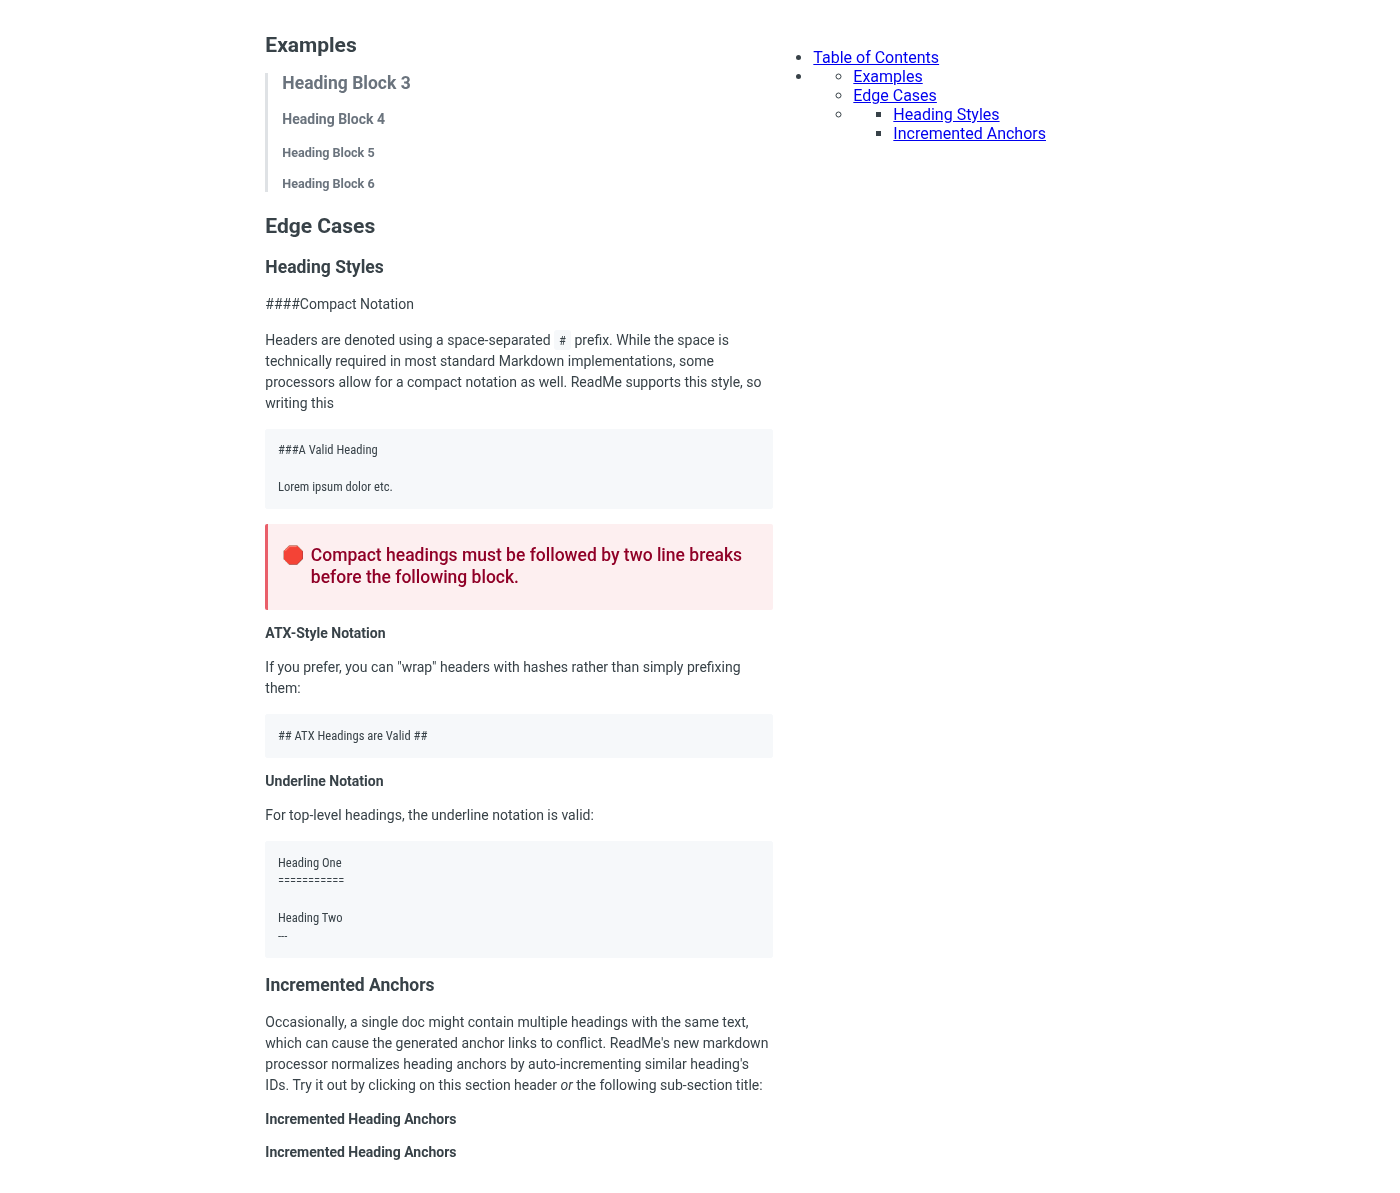 Examples
Heading Block 3
Heading Block 4
Heading Block 5
Heading Block 6
Edge Cases
Heading Styles
####Compact Notation
Headers are denoted using a space-separated # prefix. While the space is
technically required in most standard Markdown implementations, some
processors allow for a compact notation as well. ReadMe supports this style, so
writing this
###A Valid Heading
Lorem ipsum dolor etc.
🛑 Compact headings must be followed by two line breaks
before the following block.
ATX-Style Notation
If you prefer, you can "wrap" headers with hashes rather than simply prefixing
them:
## ATX Headings are Valid ##
Underline Notation
For top-level headings, the underline notation is valid:
Heading One
===========
Heading Two
---
Incremented Anchors
Occasionally, a single doc might contain multiple headings with the same text,
which can cause the generated anchor links to conflict. ReadMe's new markdown
processor normalizes heading anchors by auto-incrementing similar heading's
IDs. Try it out by clicking on this section header or the following sub-section title:
Incremented Heading Anchors
Incremented Heading Anchors
Table of Contents
Examples
Edge Cases
Heading Styles
Incremented Anchors